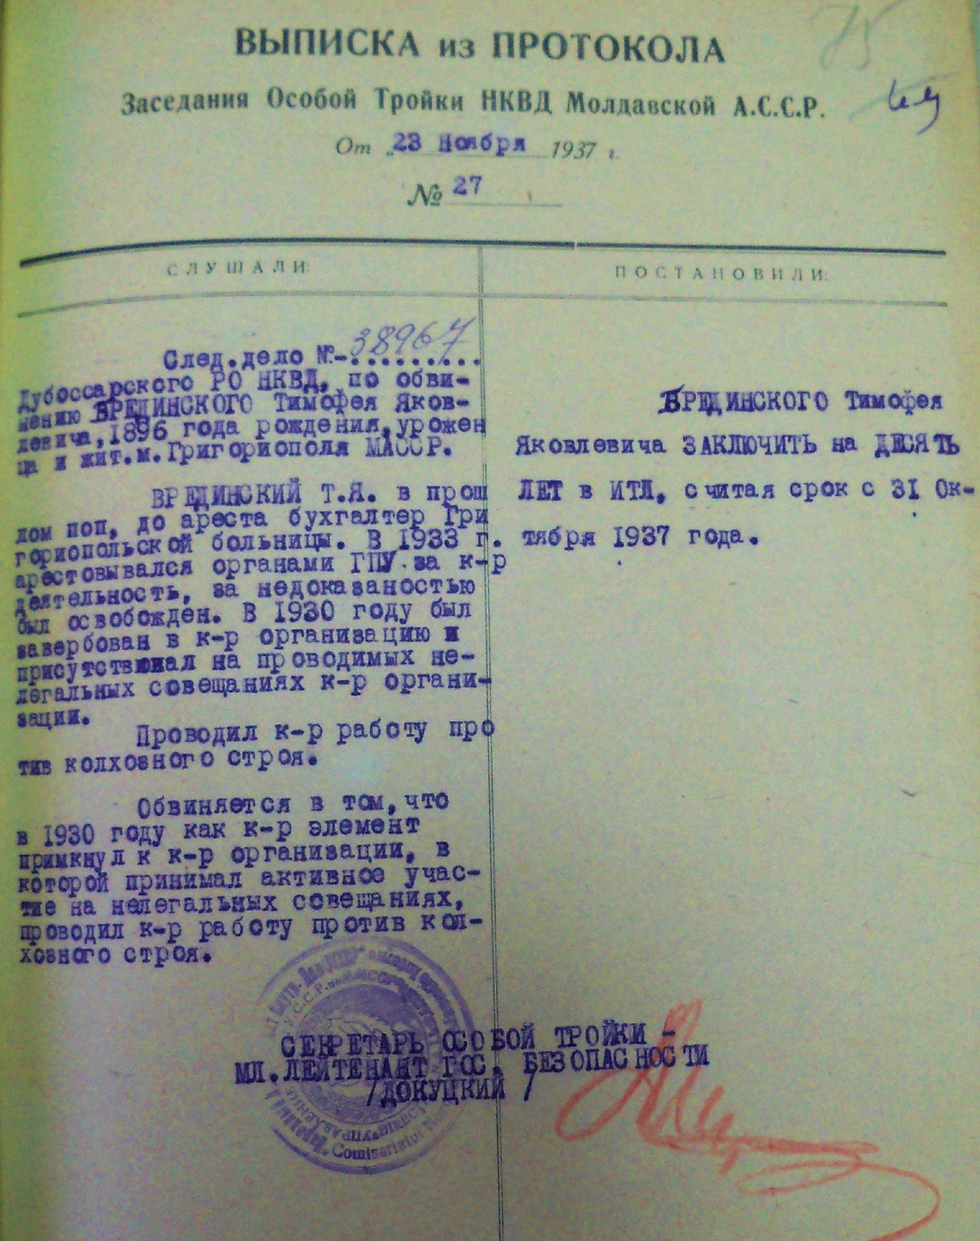 75
ВЫПИСКА из ПРОТОКОЛА
Заседания Особой Тройки НКВД Молдавской А.С.С.Р.
От „23 Ноября 1937 г.
№ 27
СЛУШАЛИ:
След.дело №-38967
Дубоссарского РО НКВД, по обви-
нению БРЕДИНСКОГО Тимофея Яков-
левича,1896 года рождения,урожен
ца и жит.м.Григориополя МАССР.
ВРЕДИНСКИЙ Т.Я. в прош
лом поп, до ареста бухгалтер Гри
гориопольской больницы. В 1933 г.
арестовывался органами ГПУ за к-р
деятельность, за недоказаностью
был освобожден. В 1930 году был
завербован в к-р организацию и
присутствовал на проводимых не-
легальных совещаниях к-р органи-
зации.
Проводил к-р работу про
тив колхозного строя.
Обвиняется в том,что
в 1930 году как к-р элемент
примкнул к к-р организации, в
которой принимал активное учас-
тие на нелегальных совещаниях,
проводил к-р работу против кол-
хозного строя.
ПОСТАНОВИЛИ:
БРЕДИНСКОГО Тимофея
Яковлевича ЗАКЛЮЧИТЬ на ДЕСЯТЬ
ЛЕТ в ИТЛ, считая срок с 31 Ок-
тября 1937 года.
СЕКРЕТАРЬ ОСОБОЙ ТРОЙКИ -
МЛ.ЛЕЙТЕНАНТ ГОС. БЕЗОПАСНОСТИ
/ДОКУЦКИЙ /
Comisariatul